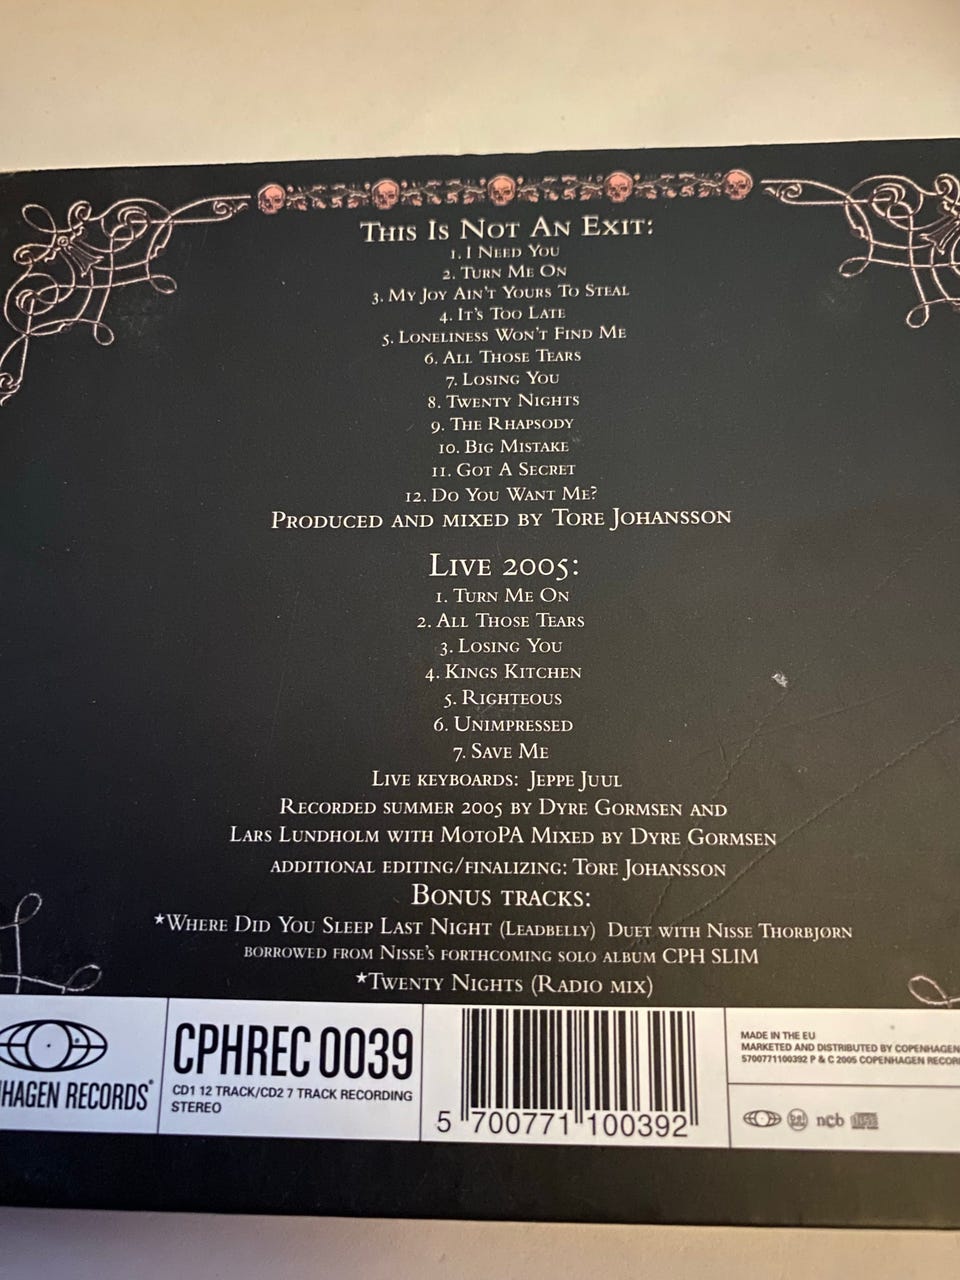 This Is Not An Exit:
1. I Need You
2. Turn Me On
3. My Joy Ain't Yours To Steal
4. It's Too Late
5. Loneliness Won't Find Me
6. All Those Tears
7. Losing You
8. Twenty Nights
9. The Rhapsody
10. Big Mistake
11. Got A Secret
12. Do You Want Me?
Produced and mixed by Tore Johansson
Live 2005:
1. Turn Me On
2. All Those Tears
3. Losing You
4. Kings Kitchen
5. Righteous
6. Unimpressed
7. Save Me
Live keyboards: Jeppe Juul
Recorded summer 2005 by Dyre Gormsen and
Lars Lundholm with MotoPA Mixed by Dyre Gormsen
additional editing/finalizing: Tore Johansson
Bonus tracks:
*Where Did You Sleep Last Night (Leadbelly) Duet with Nisse Thorbjørn
borrowed from Nisse's forthcoming solo album CPH SLIM
*Twenty Nights (Radio mix)
HAGEN RECORDS®
CPHREC 0039
CD1 12 TRACK/CD2 7 TRACK RECORDING
STEREO
5 700771 100392
MADE IN THE EU
MARKETED AND DISTRIBUTED BY COPENHAGEN
5700771100392 P & C 2005 COPENHAGEN RECOR
ncb